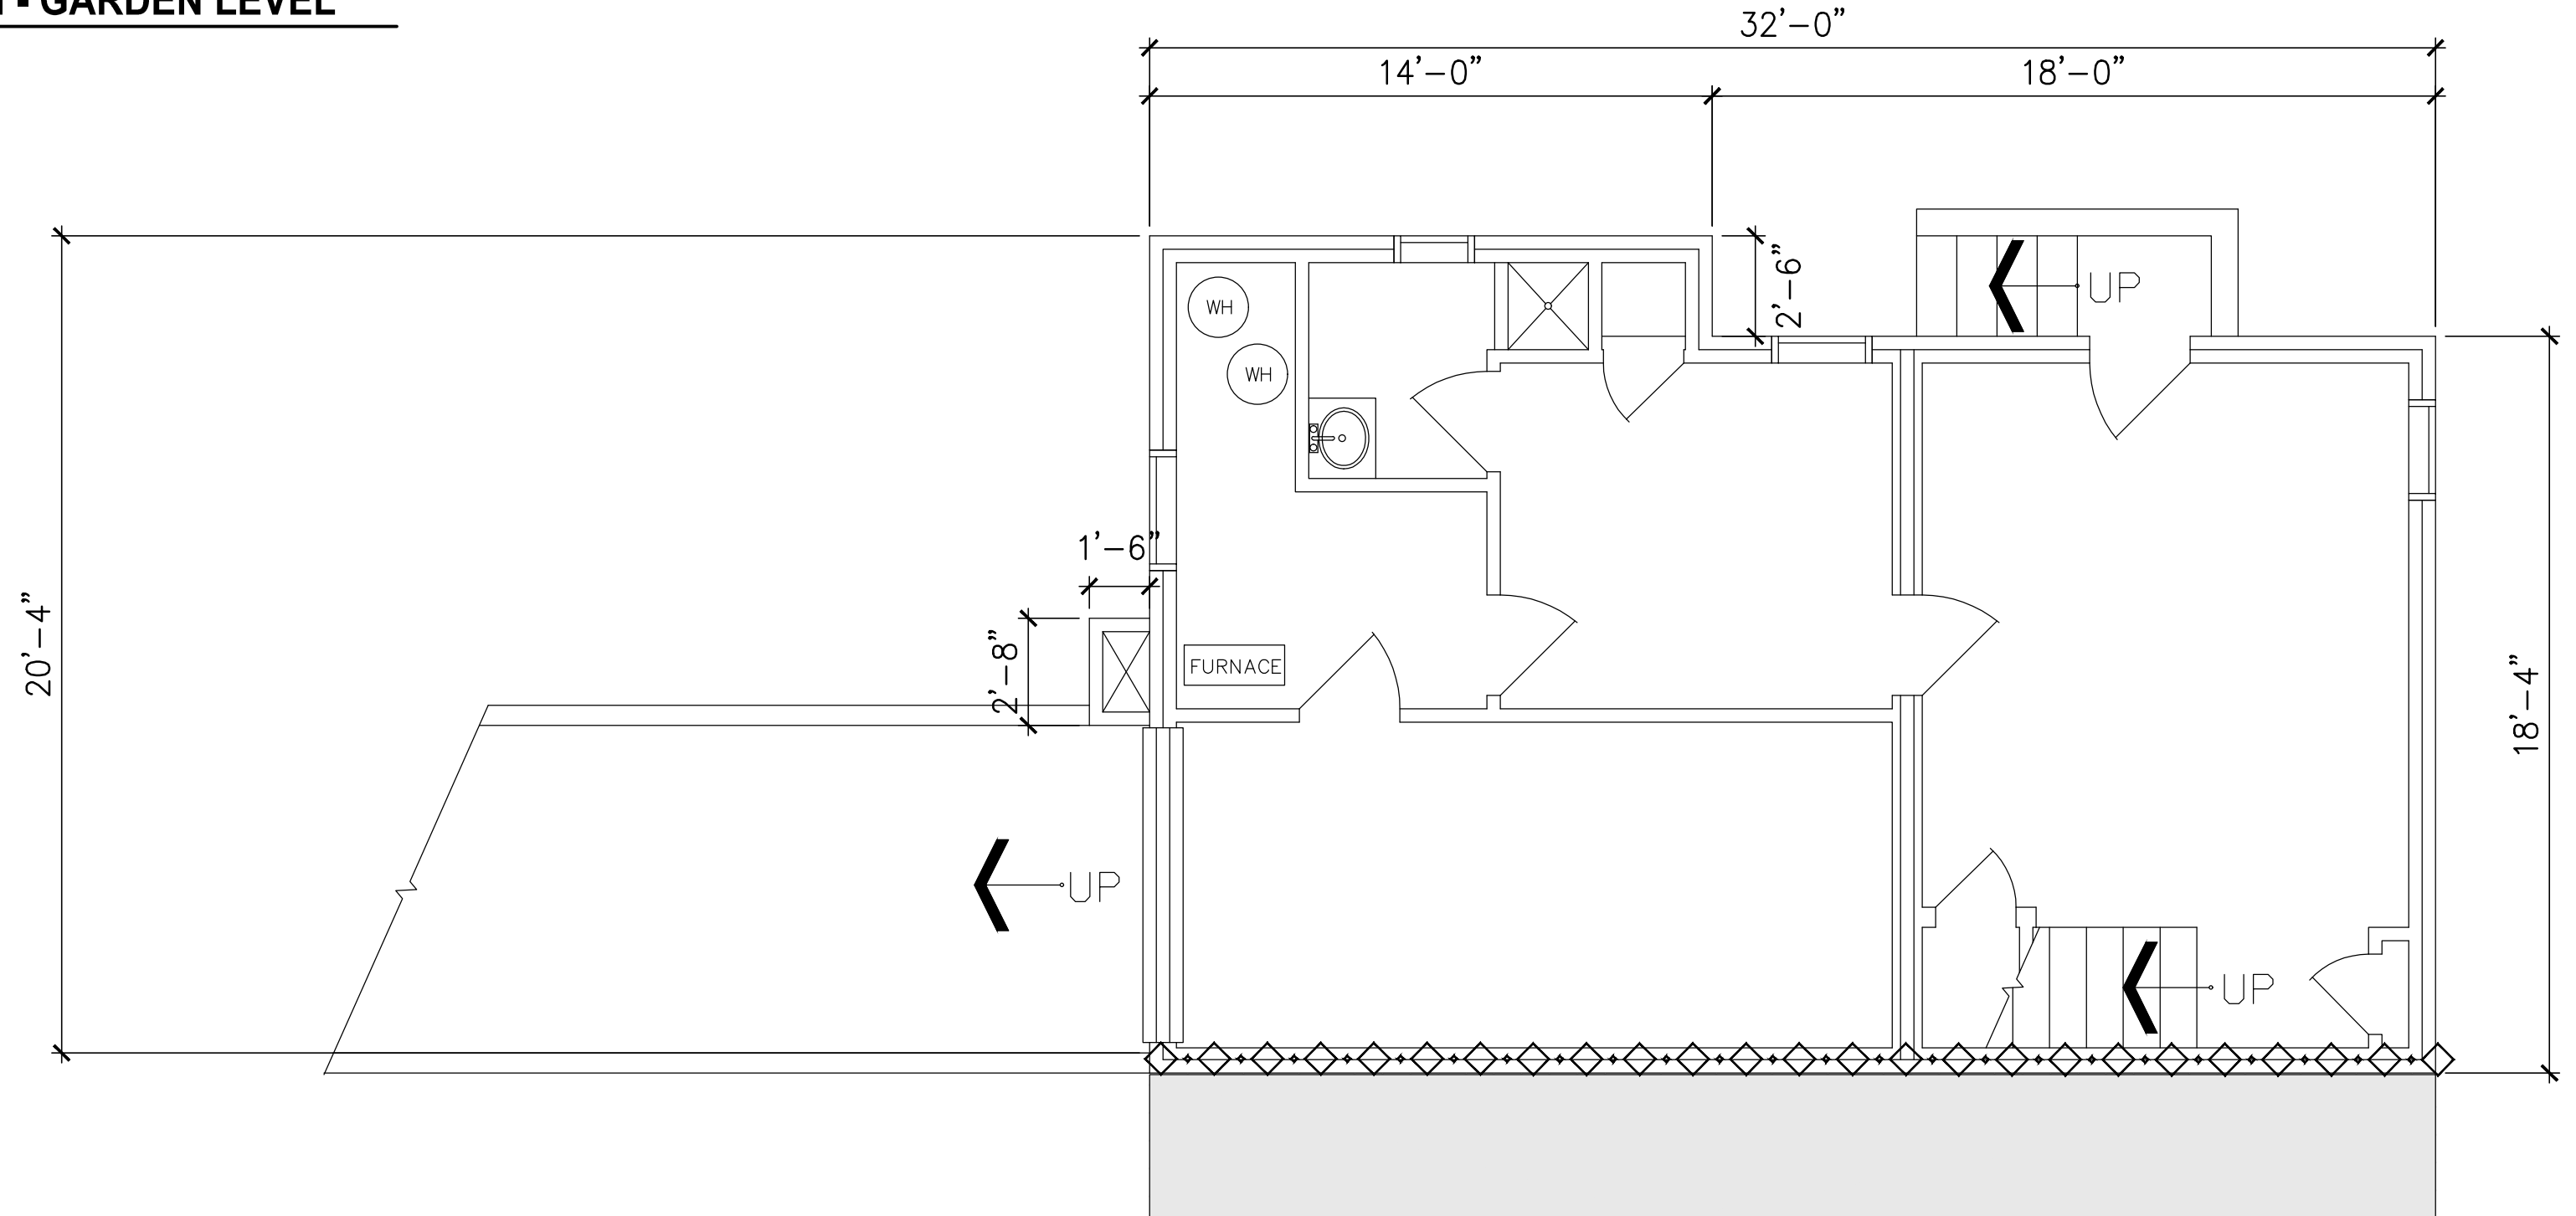 - GARDEN LEVEL
32'-0"
14'-0"
18'-0"
2'-6"
UP
WH
WH
1'-6"
20'-4"
2'-8"
FURNACE
18'-4"
UP
UP